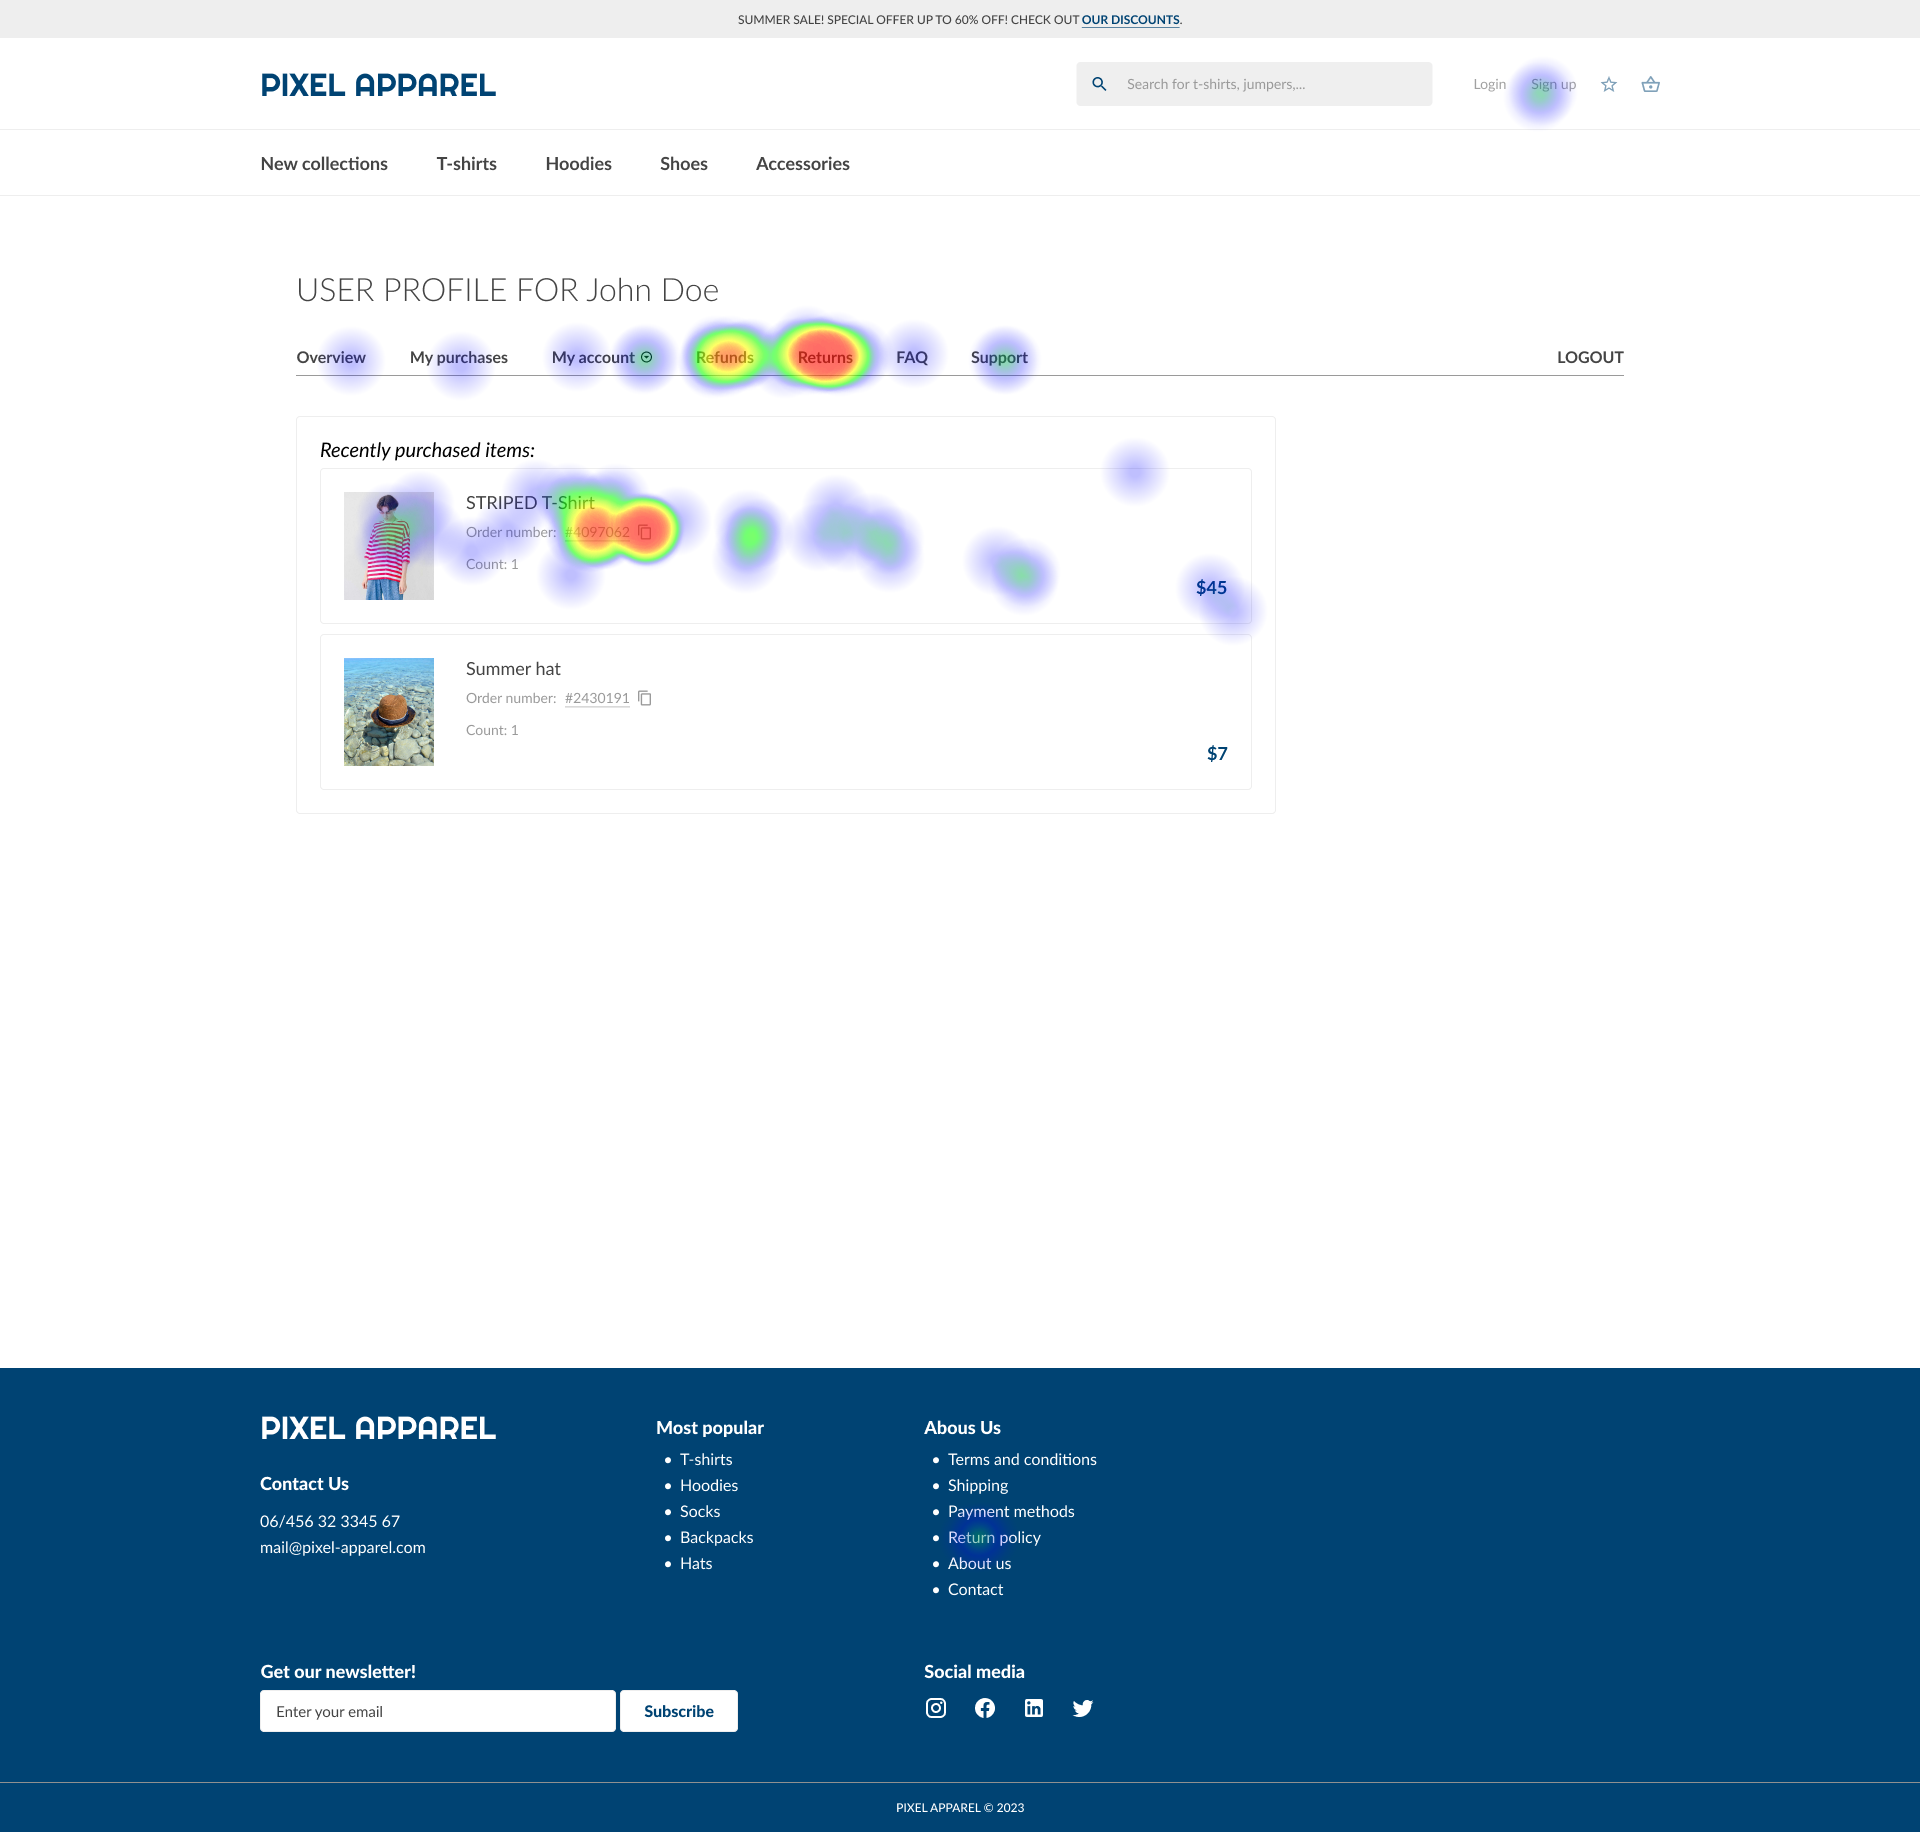 SUMMER SALE! SPECIAL OFFER UP TO 60% OFF! CHECK OUT OUR DISCOUNTS.
PIXEL APPAREL
Search for t-shirts, jumpers,...
Login
Sign up
New collections
T-shirts
Hoodies
Shoes
Accessories
USER PROFILE FOR John Doe
Overview
My purchases
My account
Refunds
Returns
FAQ
Support
LOGOUT
Recently purchased items:
STRIPED T-Shirt
Order number: #4097062
Count: 1
$45
Summer hat
Order number: #2430191
Count: 1
$7
PIXEL APPAREL
Contact Us
06/456 32 3345 67
mail@pixel-apparel.com
Most popular
• T-shirts
• Hoodies
• Socks
• Backpacks
• Hats
Abous Us
• Terms and conditions
• Shipping
• Payment methods
• Return policy
• About us
• Contact
Get our newsletter!
Enter your email
Subscribe
Social media
PIXEL APPAREL © 2023